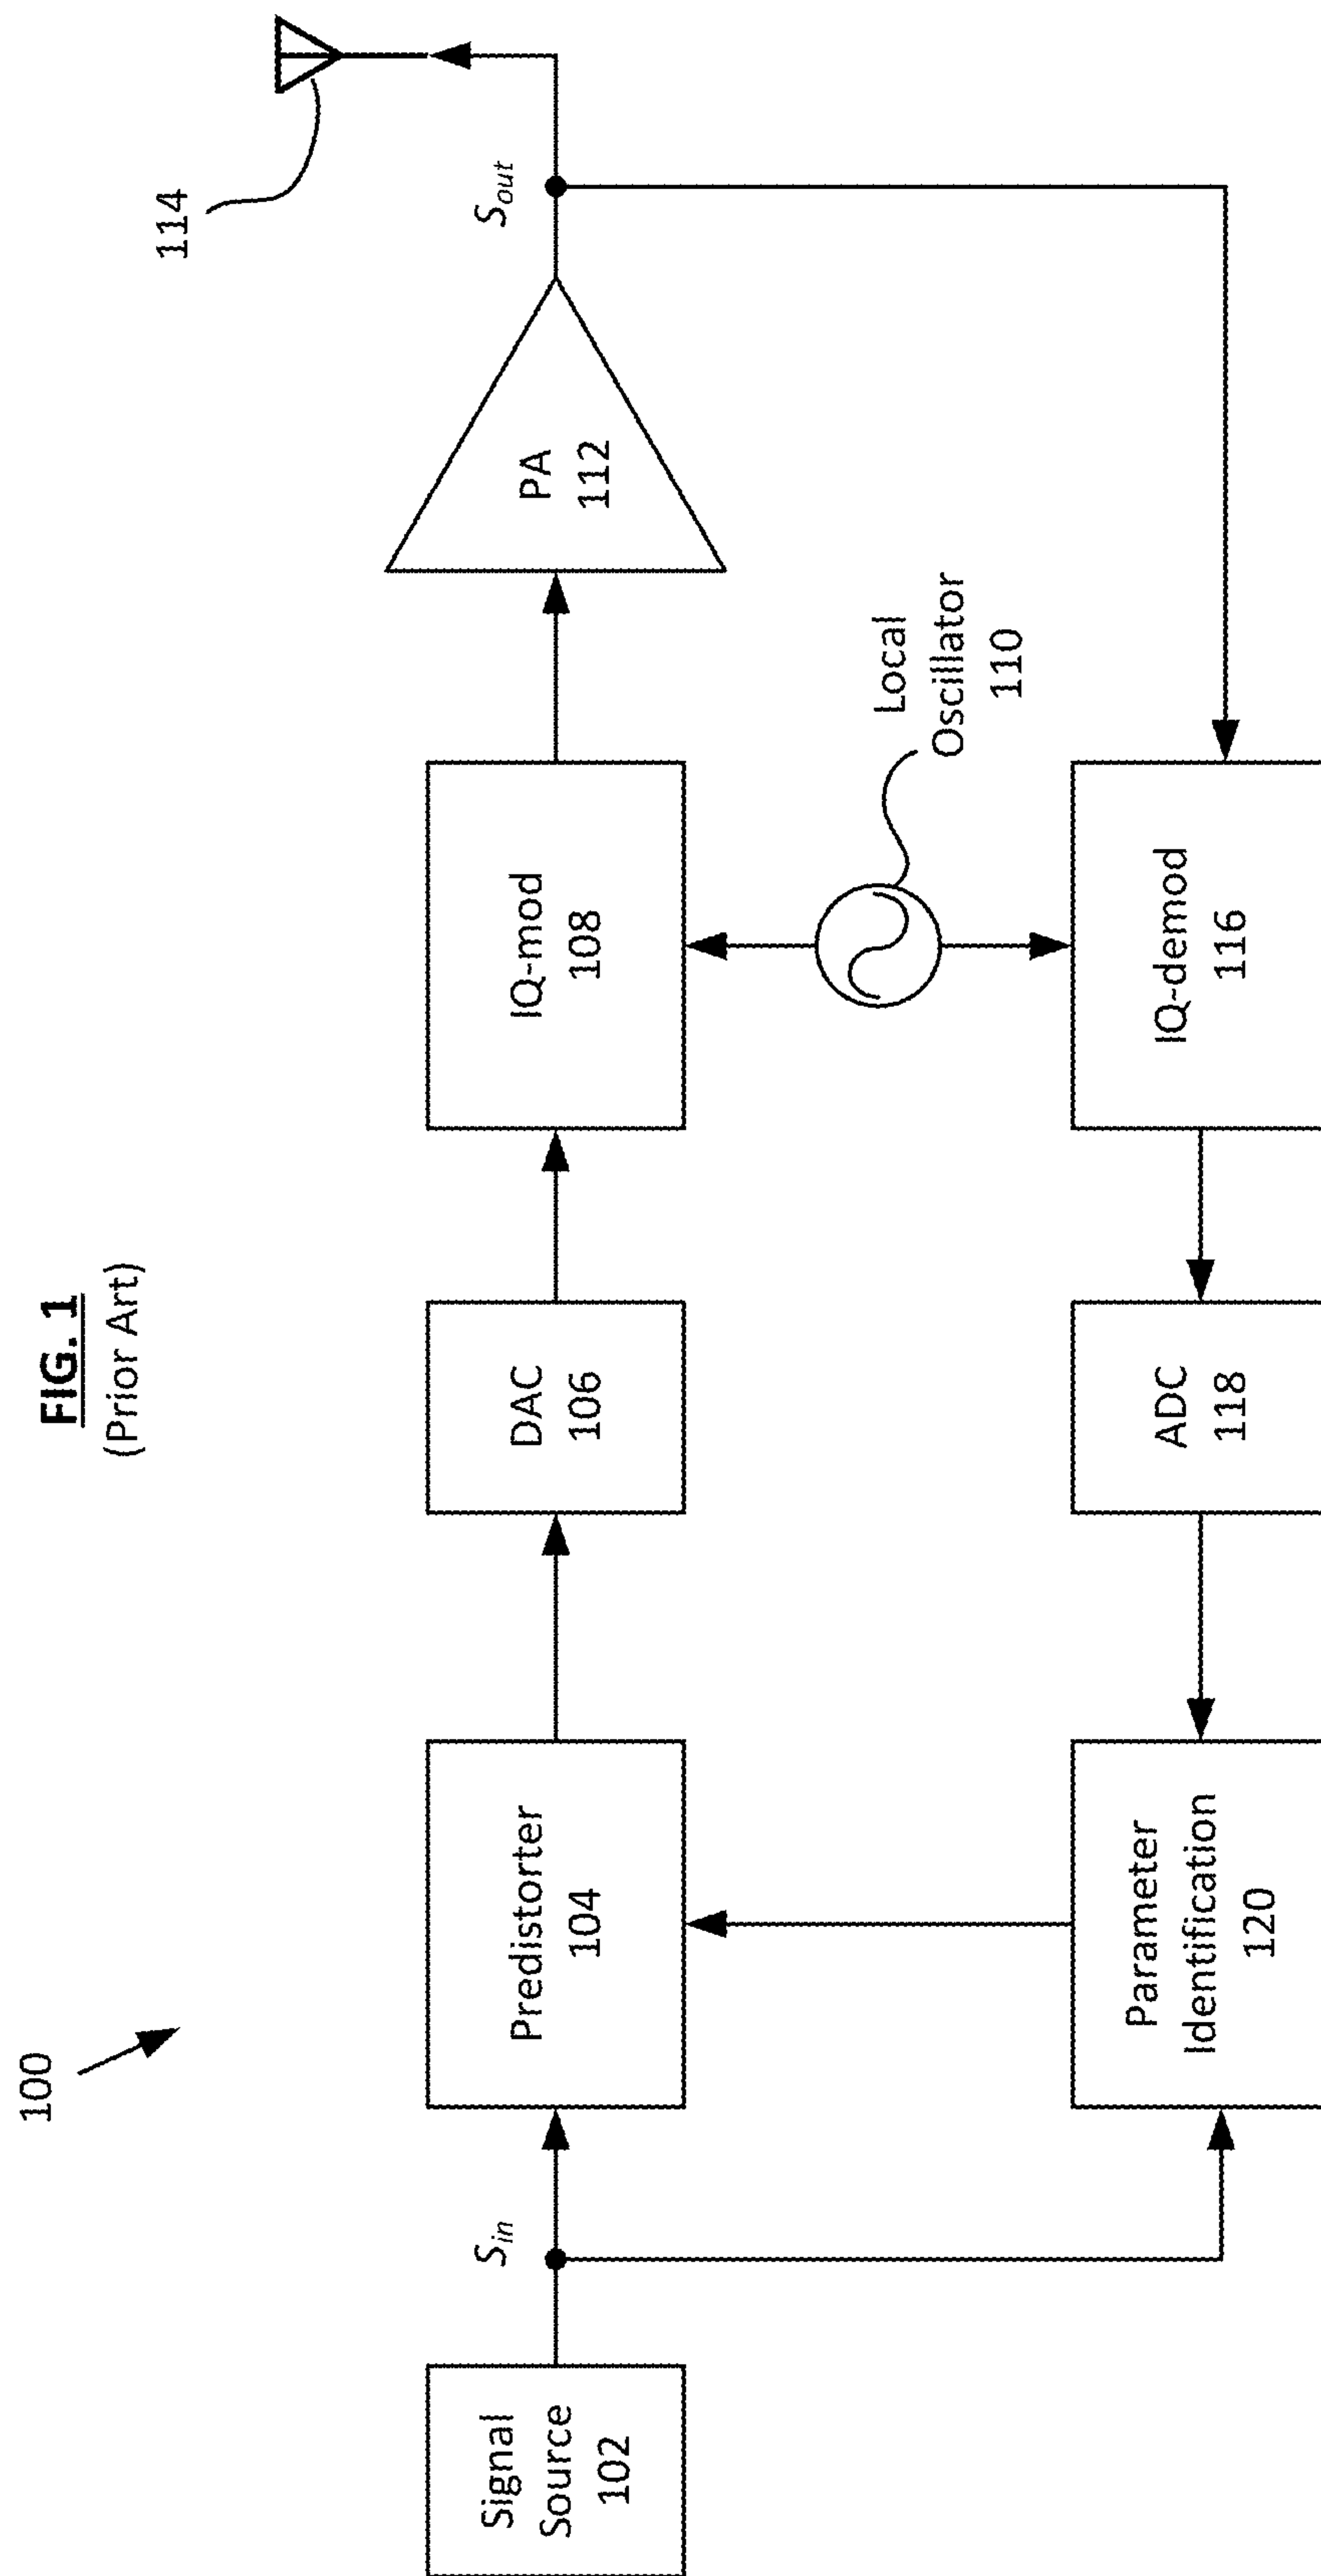 FIG. 1
(Prior Art)
100
114
Signal
Source
102
S_in
Predistorter
104
DAC
106
IQ-mod
108
PA
112
S_out
Local
Oscillator
110
Parameter
Identification
120
ADC
118
IQ-demod
116